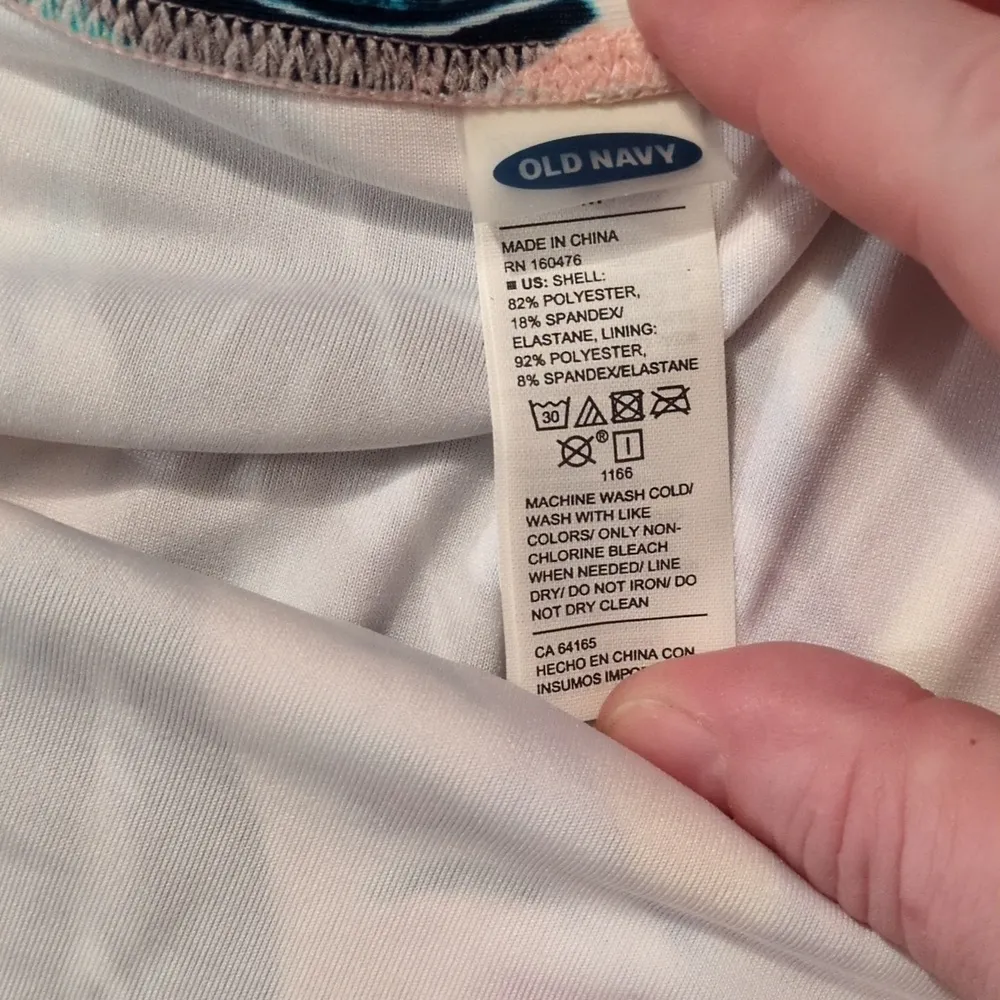 OLD NAVY
MADE IN CHINA
RN 160476
US: SHELL:
82% POLYESTER,
18% SPANDEX/
ELASTANE, LINING:
92% POLYESTER,
8% SPANDEX/ELASTANE
30
®
1166
MACHINE WASH COLD/
WASH WITH LIKE
COLORS/ ONLY NON-
CHLORINE BLEACH
WHEN NEEDED/ LINE
DRY/ DO NOT IRON/ DO
NOT DRY CLEAN
CA 64165
HECHO EN CHINA CON
INSUMOS